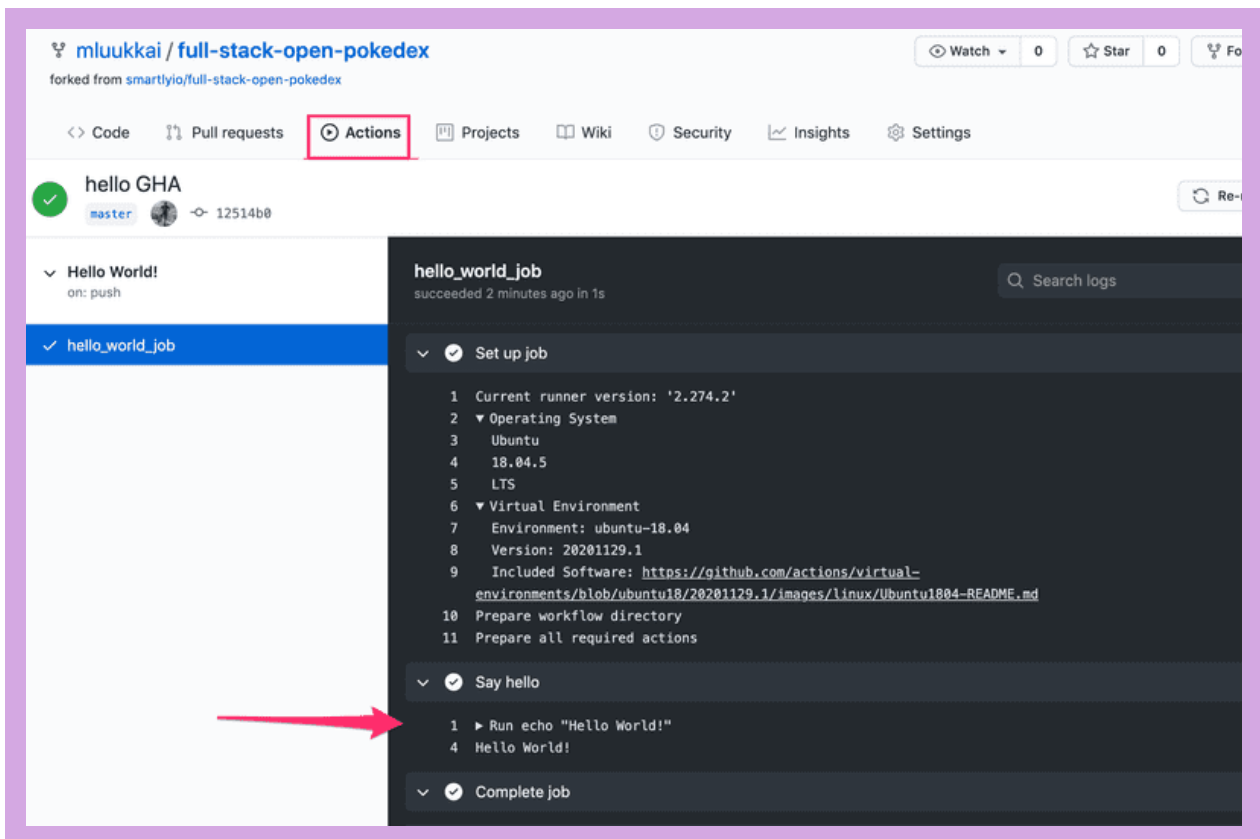 mluukkai / full-stack-open-pokedex
Watch 0 Star 0 Fo
forked from smartlyio/full-stack-open-pokedex
<> Code Pull requests Actions Projects Wiki Security Insights Settings
hello GHA
master 12514b0
Re-
Hello World!
on: push
hello_world_job
hello_world_job
succeeded 2 minutes ago in 1s
Search logs
Set up job
1 Current runner version: '2.274.2'
2 ▼ Operating System
3 Ubuntu
4 18.04.5
5 LTS
6 ▼ Virtual Environment
7 Environment: ubuntu-18.04
8 Version: 20201129.1
9 Included Software: https://github.com/actions/virtual-
environments/blob/ubuntu18/20201129.1/images/linux/Ubuntu1804-README.md
10 Prepare workflow directory
11 Prepare all required actions
Say hello
1 ▶ Run echo "Hello World!"
4 Hello World!
Complete job